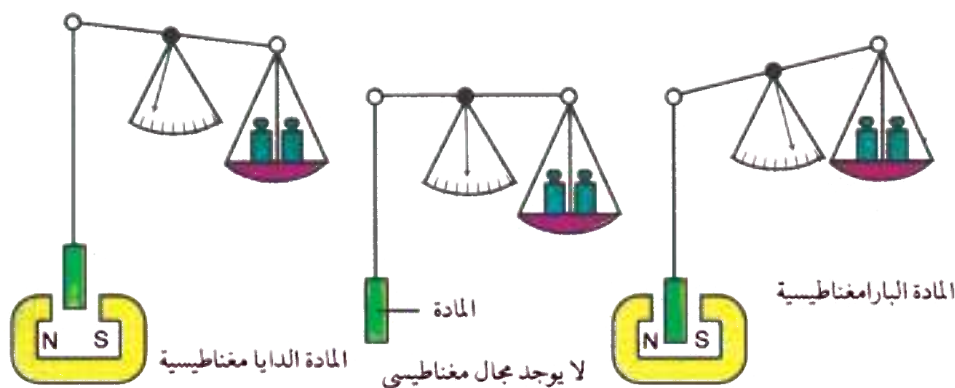 المادة البارامغناطيسية
المادة
لا يوجد مجال مغناطيسي
المادة الدايا مغناطيسية
N S
N S